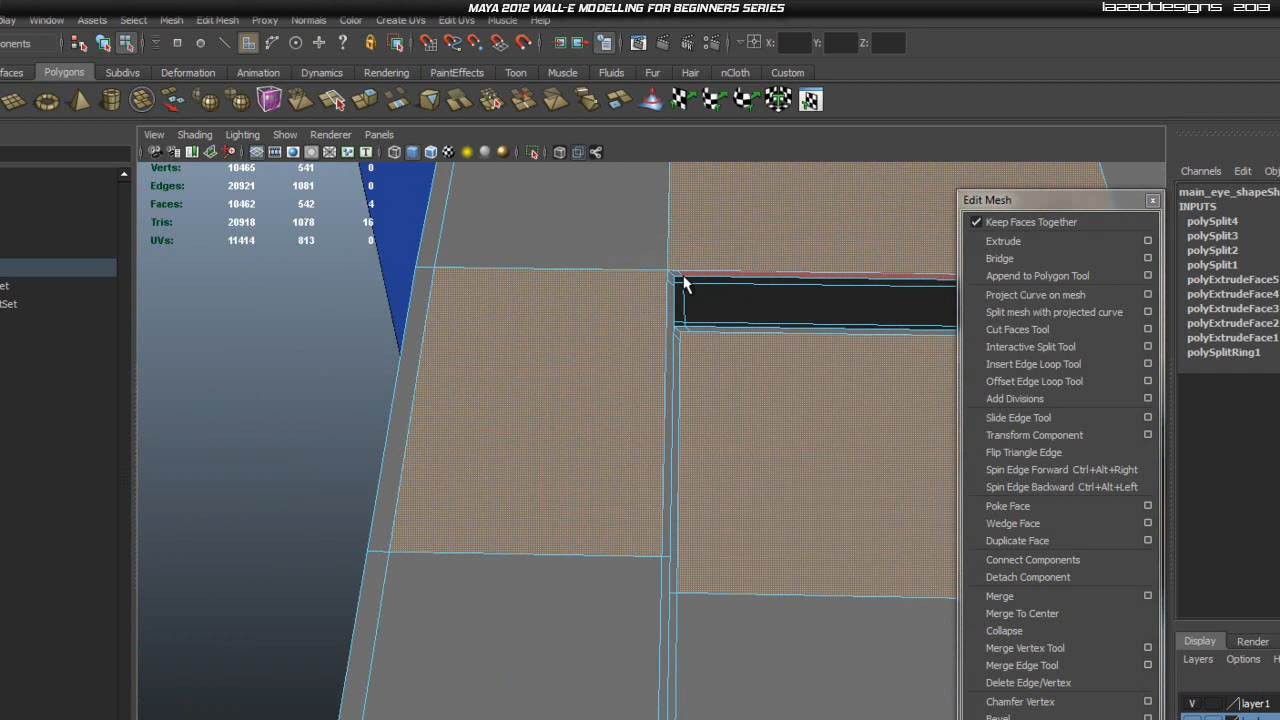 MAYA 2012 WALL-E MODELLING FOR BEGINNERS SERIES
lazeddesigns 2013
Window Assets Select Mesh Edit Mesh Proxy Normals Color Create UVs Edit UVs Muscle Help
X: Y: Z:
Polygons Subdivs Deformation Animation Dynamics Rendering PaintEffects Toon Muscle Fluids Fur Hair nCloth Custom
View Shading Lighting Show Renderer Panels
Verts: 10465 541 0
Edges: 20921 1081 0
Faces: 10462 542 4
Tris: 20918 1078 16
UVs: 11414 813 0
Edit Mesh
Keep Faces Together
Extrude
Bridge
Append to Polygon Tool
Project Curve on mesh
Split mesh with projected curve
Cut Faces Tool
Interactive Split Tool
Insert Edge Loop Tool
Offset Edge Loop Tool
Add Divisions
Slide Edge Tool
Transform Component
Flip Triangle Edge
Spin Edge Forward Ctrl+Alt+Right
Spin Edge Backward Ctrl+Alt+Left
Poke Face
Wedge Face
Duplicate Face
Connect Components
Detach Component
Merge
Merge To Center
Collapse
Merge Vertex Tool
Merge Edge Tool
Delete Edge/Vertex
Chamfer Vertex
Channels Edit
main_eye_shapeSh
INPUTS
polySplit4
polySplit3
polySplit2
polySplit1
polyExtrudeFace5
polyExtrudeFace4
polyExtrudeFace3
polyExtrudeFace2
polyExtrudeFace1
polySplitRing1
Display Render
Layers Options
V layer1